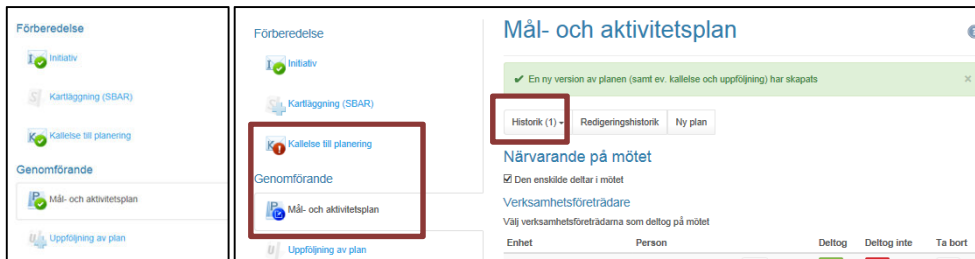 Förberedelse
Initiativ
Kartläggning (SBAR)
Kallelse till planering
Genomförande
Mål- och aktivitetsplan
Uppföljning av plan
Förberedelse
Initiativ
Kartläggning (SBAR)
Kallelse till planering
Genomförande
Mål- och aktivitetsplan
Uppföljning av plan
Mål- och aktivitetsplan
✔ En ny version av planen (samt ev. kallelse och uppföljning) har skapats ×
Historik (1) Redigeringshistorik Ny plan
Närvarande på mötet
Den enskilde deltar i mötet
Verksamhetsföreträdare
Välj verksamhetsföreträdarna som deltog på mötet
Enhet Person Deltog Deltog inte Ta bort